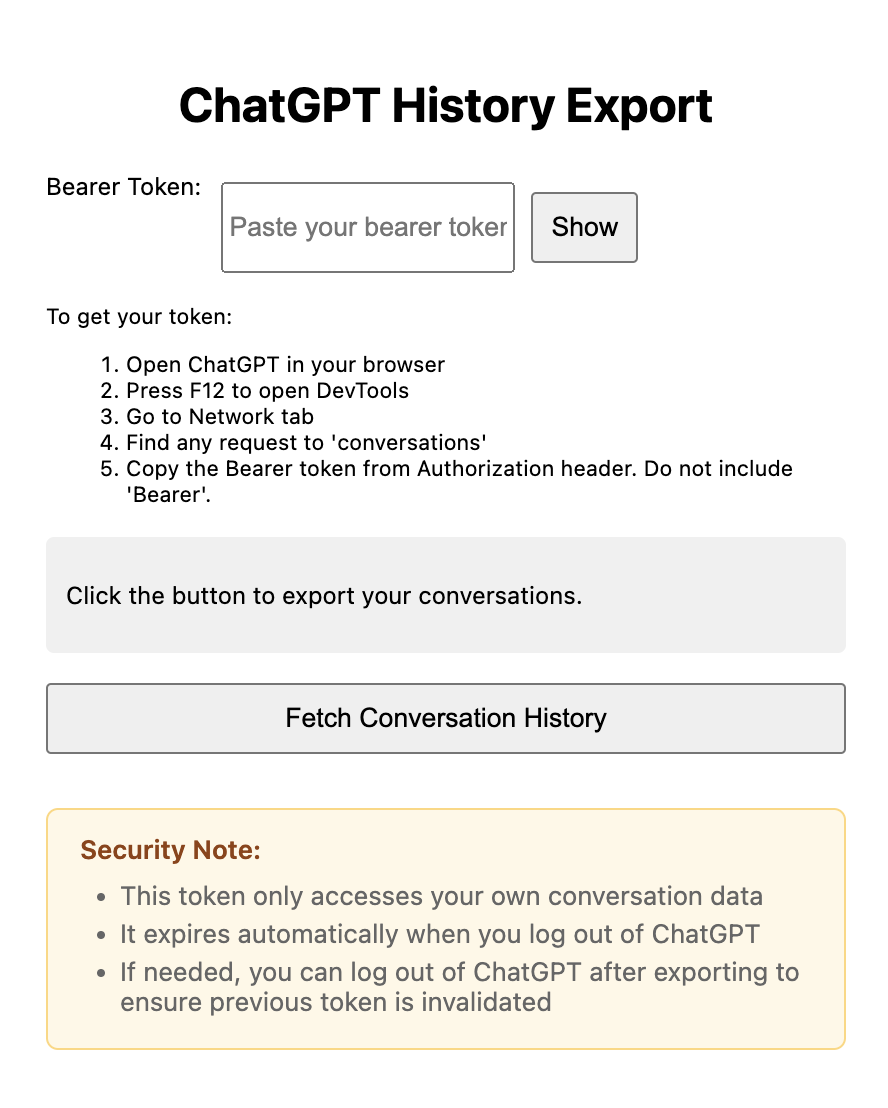 ChatGPT History Export
Bearer Token:
Paste your bearer token
Show
To get your token:
1. Open ChatGPT in your browser
2. Press F12 to open DevTools
3. Go to Network tab
4. Find any request to 'conversations'
5. Copy the Bearer token from Authorization header. Do not include
'Bearer'.
Click the button to export your conversations.
Fetch Conversation History
Security Note:
• This token only accesses your own conversation data
• It expires automatically when you log out of ChatGPT
• If needed, you can log out of ChatGPT after exporting to
ensure previous token is invalidated